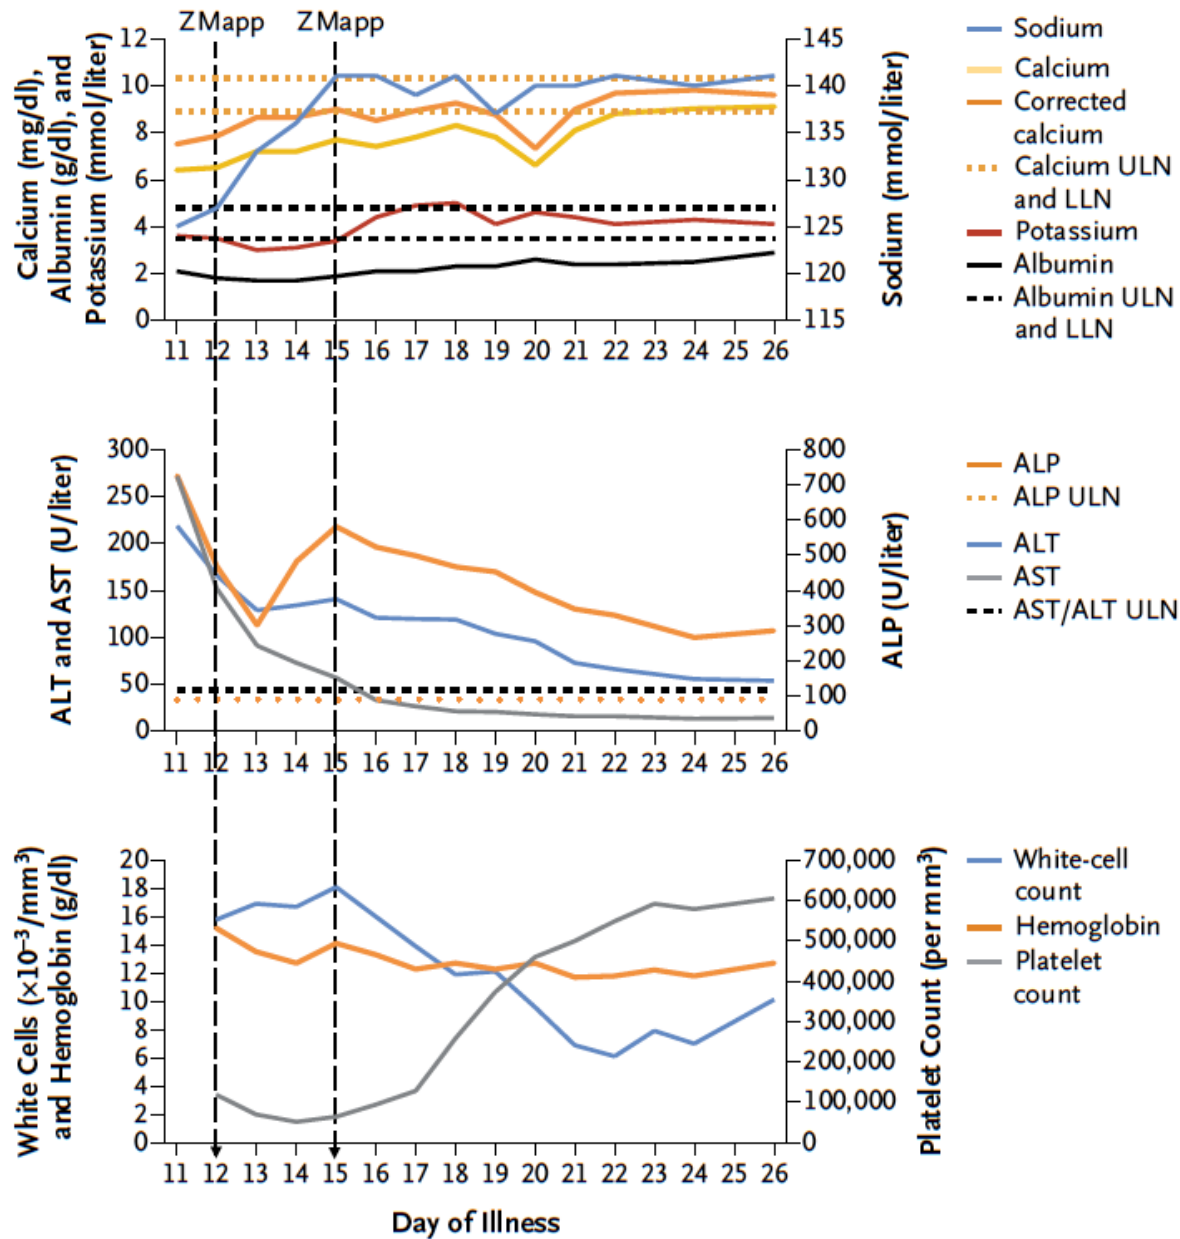 ZMapp ZMapp
Calcium (mg/dl),
Albumin (g/dl), and
Potassium (mmol/liter)
12
10
8
6
4
2
0
145
140
135
130
125
120
115
Sodium (mmol/liter)
11 12 13 14 15 16 17 18 19 20 21 22 23 24 25 26
Sodium
Calcium
Corrected
calcium
Calcium ULN
and LLN
Potassium
Albumin
Albumin ULN
and LLN
ALT and AST (U/liter)
300
250
200
150
100
50
0
800
700
600
500
400
300
200
100
0
ALP (U/liter)
11 12 13 14 15 16 17 18 19 20 21 22 23 24 25 26
ALP
ALP ULN
ALT
AST
AST/ALT ULN
White Cells (×10⁻³/mm³)
and Hemoglobin (g/dl)
20
18
16
14
12
10
8
6
4
2
0
700,000
600,000
500,000
400,000
300,000
200,000
100,000
0
Platelet Count (per mm³)
11 12 13 14 15 16 17 18 19 20 21 22 23 24 25 26
Day of Illness
White-cell
count
Hemoglobin
Platelet
count